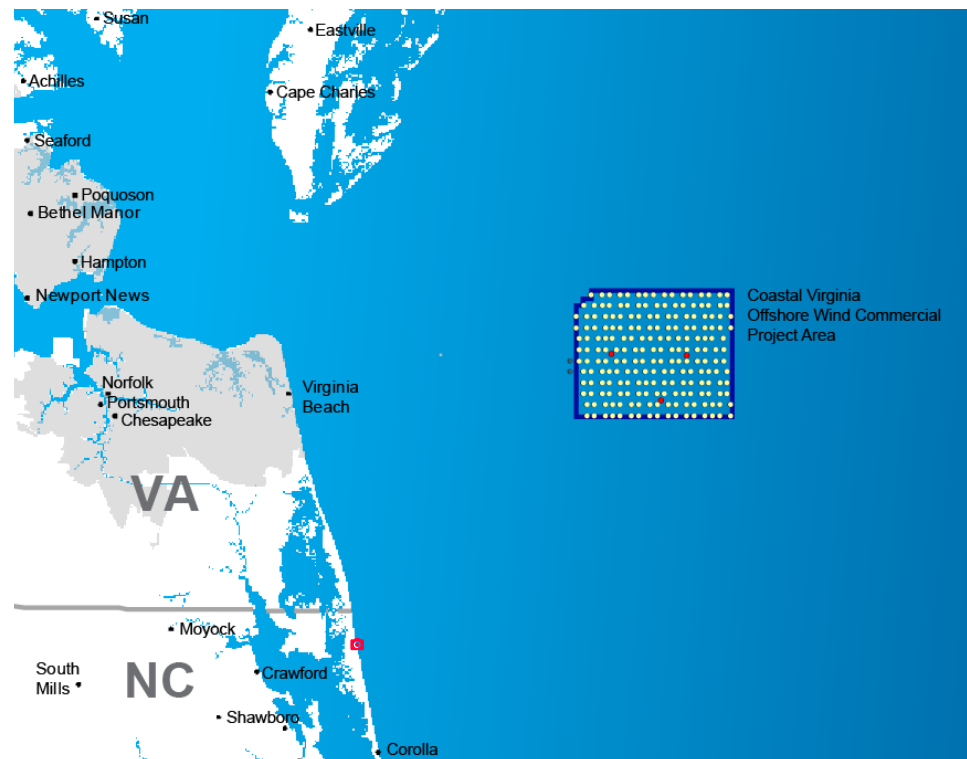 Susan
Eastville
Achilles
Cape Charles
Seaford
Poquoson
Bethel Manor
Hampton
Newport News
Coastal Virginia
Offshore Wind Commercial
Project Area
Norfolk
Virginia
Beach
Portsmouth
Chesapeake
VA
Moyock
South
Mills
NC
Crawford
Shawboro
Corolla